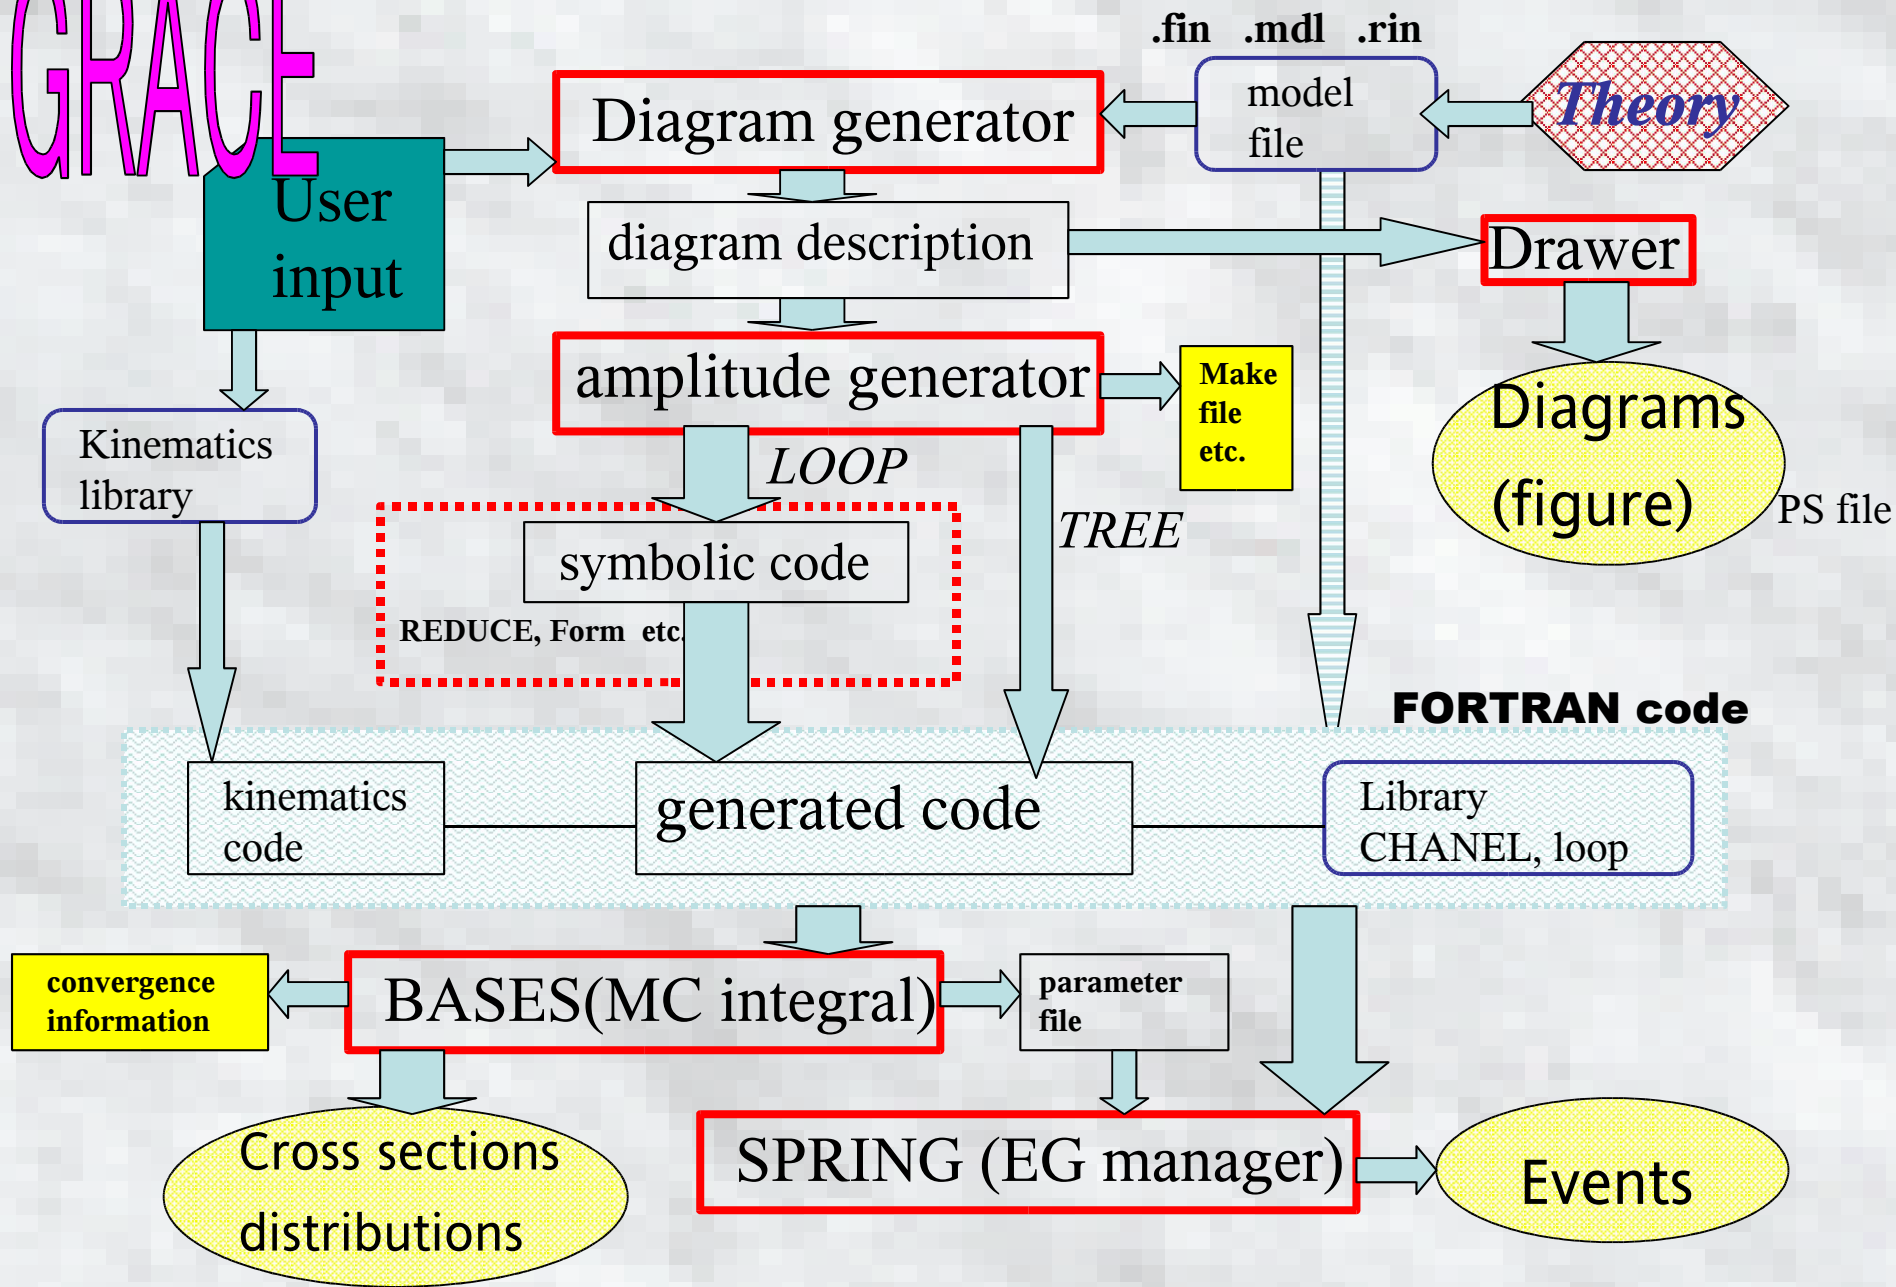 GRACE
.fin .mdl .rin
Diagram generator
model
file
Theory
User
input
diagram description
Drawer
amplitude generator
Make
file
etc.
Diagrams
(figure)
PS file
Kinematics
library
LOOP
TREE
symbolic code
REDUCE, Form etc.
FORTRAN code
kinematics
code
generated code
Library
CHANEL, loop
convergence
information
BASES(MC integral)
parameter
file
Cross sections
distributions
SPRING (EG manager)
Events